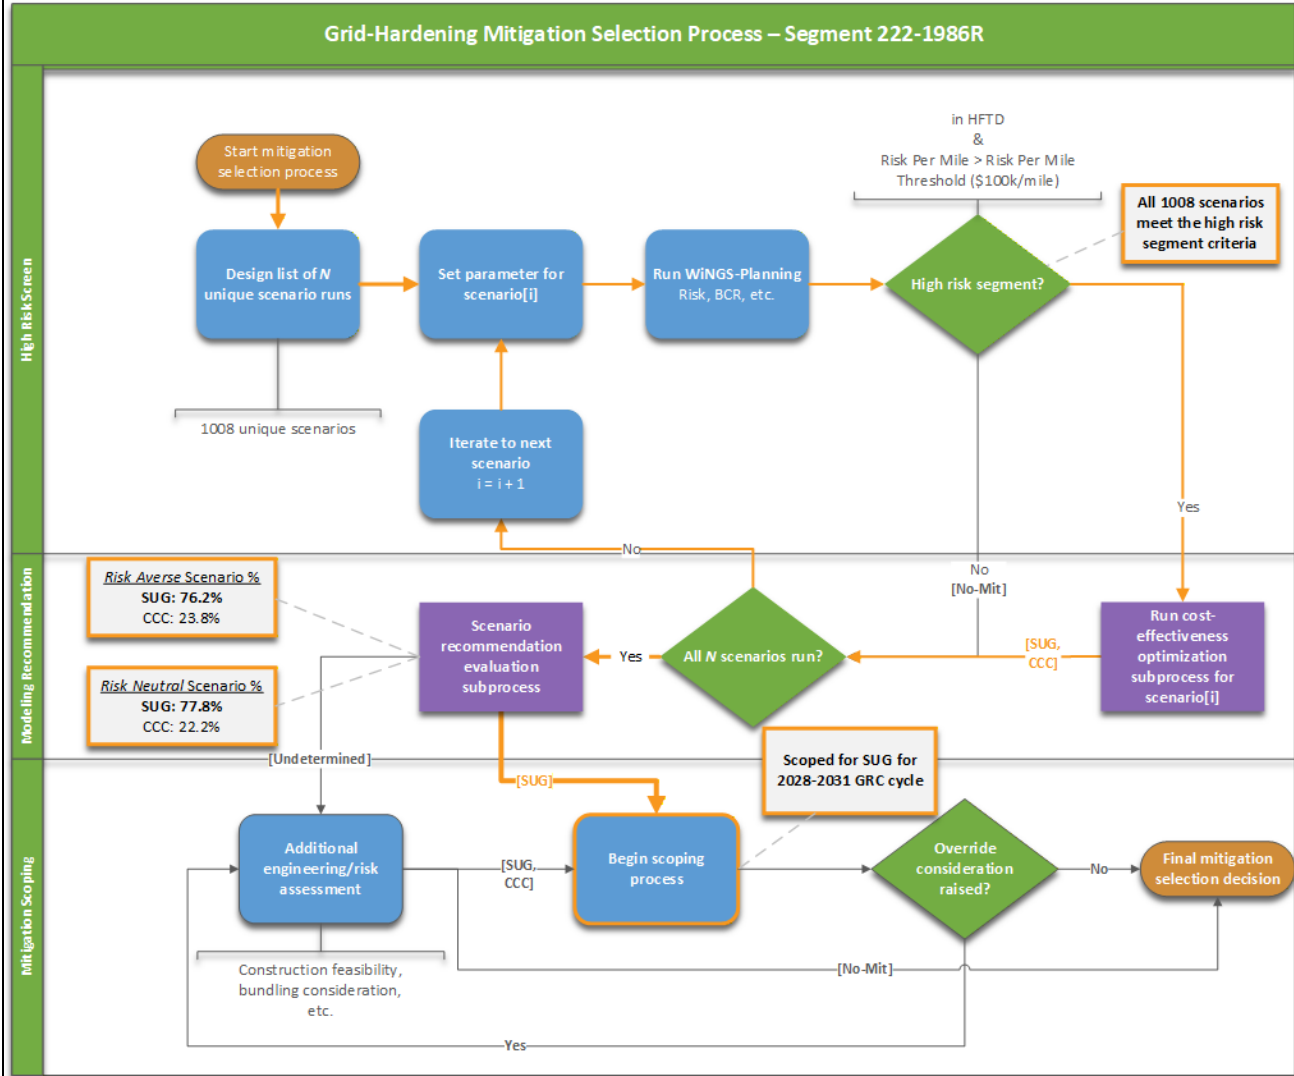 Grid-Hardening Mitigation Selection Process – Segment 222-1986R
High Risk Screen
Start mitigation
selection process
in HFTD
&
Risk Per Mile > Risk Per Mile
Threshold ($100k/mile)
All 1008 scenarios
meet the high risk
segment criteria
Design list of N
unique scenario runs
Set parameter for
scenario[i]
Run WiNGS-Planning
Risk, BCR, etc.
High risk segment?
1008 unique scenarios
Iterate to next
scenario
i = i + 1
Yes
No
No
[No-Mit]
Modeling Recommendation
Risk Averse Scenario %
SUG: 76.2%
CCC: 23.8%
Risk Neutral Scenario %
SUG: 77.8%
CCC: 22.2%
Scenario
recommendation
evaluation
subprocess
Yes
All N scenarios run?
[SUG,
CCC]
Run cost-
effectiveness
optimization
subprocess for
scenario[i]
[Undetermined]
[SUG]
Scoped for SUG for
2028-2031 GRC cycle
Mitigation Scoping
Additional
engineering/risk
assessment
[SUG,
CCC]
Begin scoping
process
Override
consideration
raised?
No
Final mitigation
selection decision
Construction feasibility,
bundling consideration,
etc.
[No-Mit]
Yes